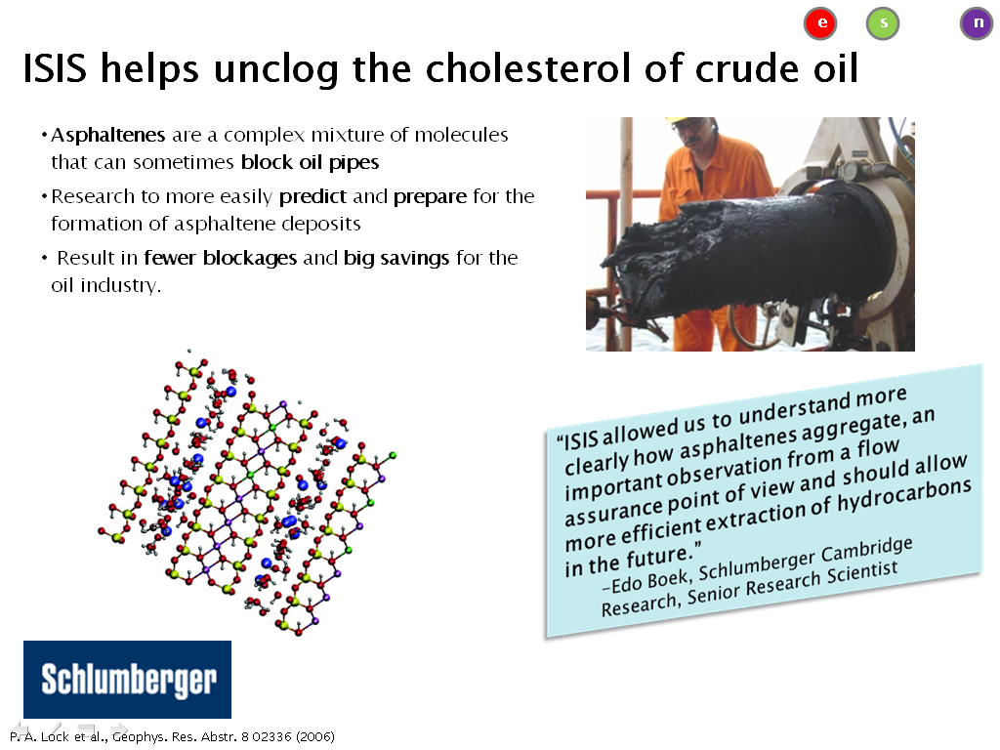 e s n
ISIS helps unclog the cholesterol of crude oil
• Asphaltenes are a complex mixture of molecules
that can sometimes block oil pipes
• Research to more easily predict and prepare for the
formation of asphaltene deposits
• Result in fewer blockages and big savings for the
oil industry.
“ISIS allowed us to understand more
clearly how asphaltenes aggregate, an
important observation from a flow
assurance point of view and should allow
more efficient extraction of hydrocarbons
in the future.”
–Edo Boek, Schlumberger Cambridge
Research, Senior Research Scientist
Schlumberger
P. A. Lock et al., Geophys. Res. Abstr. 8 02336 (2006)